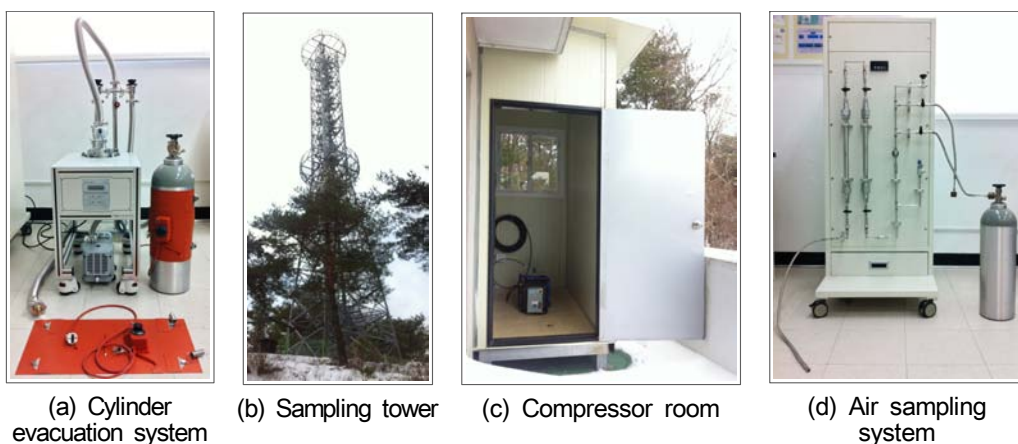 (a) Cylinder
evacuation system
(b) Sampling tower
(c) Compressor room
(d) Air sampling
system